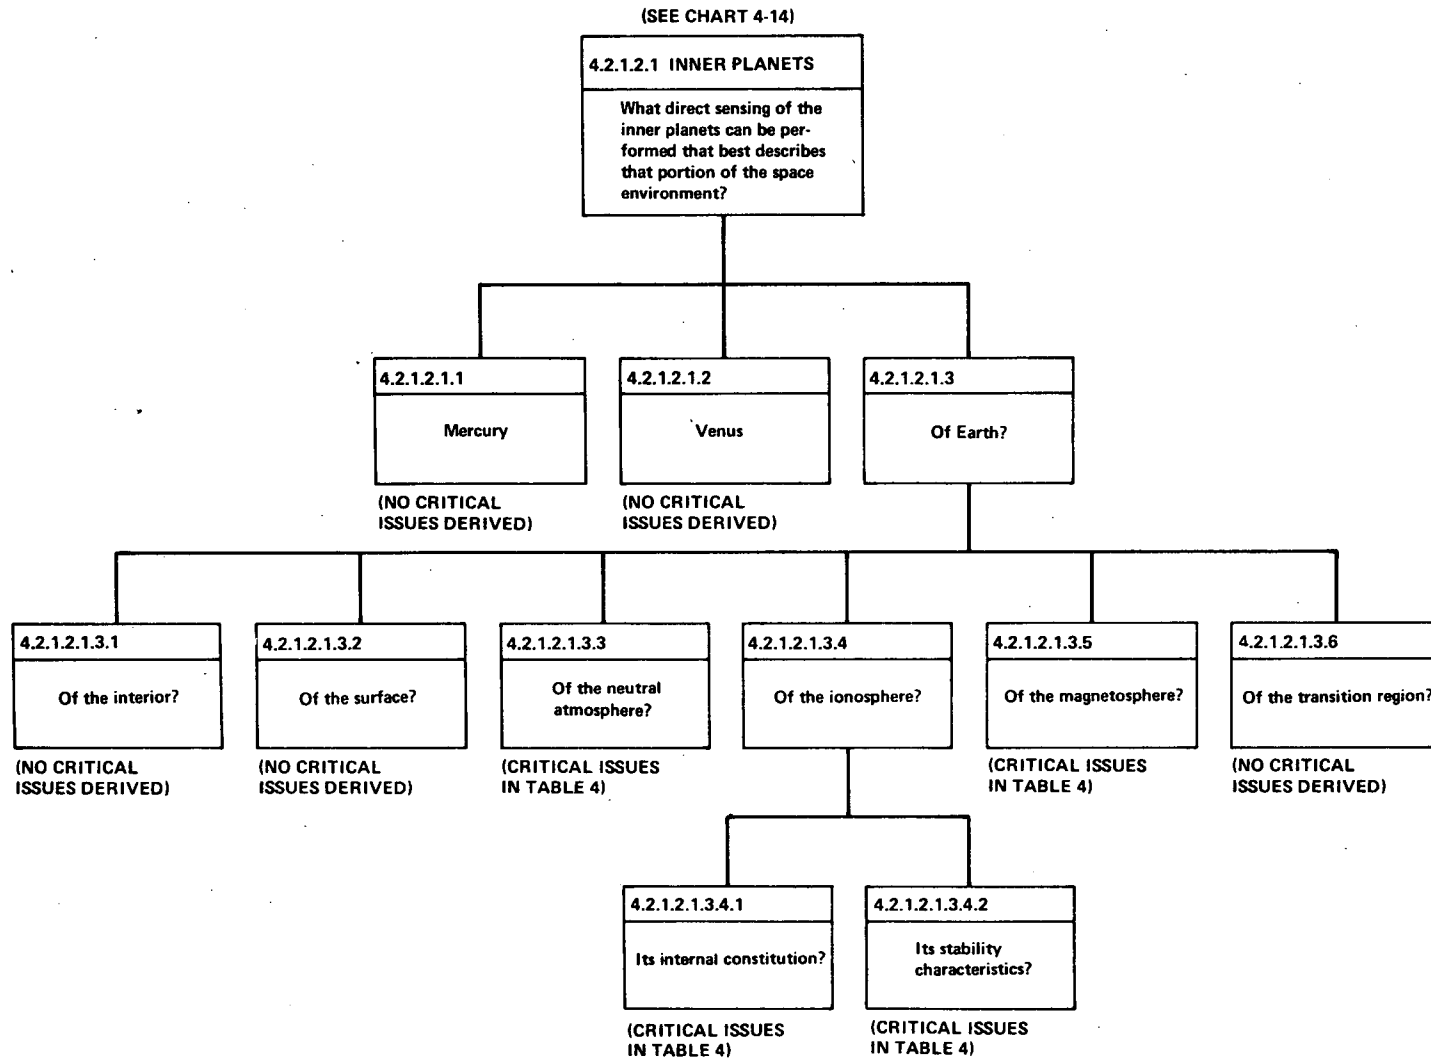 (SEE CHART 4-14)
4.2.1.2.1 INNER PLANETS
What direct sensing of the
inner planets can be per-
formed that best describes
that portion of the space
environment?
4.2.1.2.1.1
Mercury
(NO CRITICAL
ISSUES DERIVED)
4.2.1.2.1.2
Venus
(NO CRITICAL
ISSUES DERIVED)
4.2.1.2.1.3
Of Earth?
4.2.1.2.1.3.1
Of the interior?
(NO CRITICAL
ISSUES DERIVED)
4.2.1.2.1.3.2
Of the surface?
(NO CRITICAL
ISSUES DERIVED)
4.2.1.2.1.3.3
Of the neutral
atmosphere?
(CRITICAL ISSUES
IN TABLE 4)
4.2.1.2.1.3.4
Of the ionosphere?
4.2.1.2.1.3.5
Of the magnetosphere?
(CRITICAL ISSUES
IN TABLE 4)
4.2.1.2.1.3.6
Of the transition region?
(NO CRITICAL
ISSUES DERIVED)
4.2.1.2.1.3.4.1
Its internal constitution?
(CRITICAL ISSUES
IN TABLE 4)
4.2.1.2.1.3.4.2
Its stability
characteristics?
(CRITICAL ISSUES
IN TABLE 4)